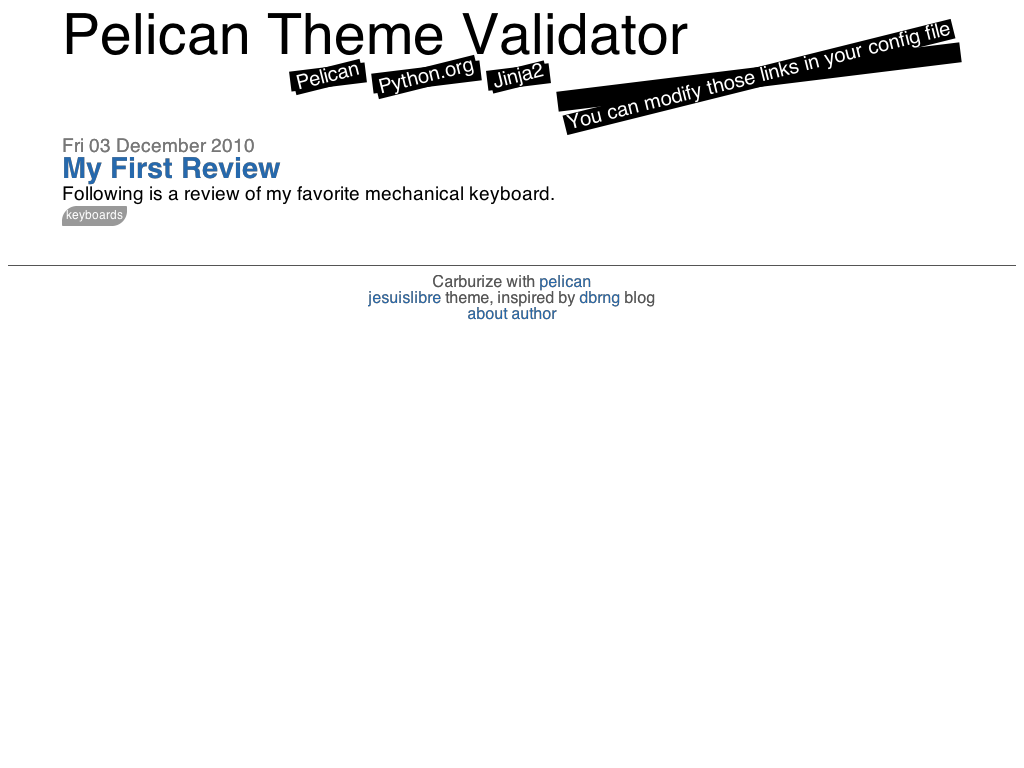 Pelican Theme Validator
Pelican Python.org Jinja2 You can modify those links in your config file
Fri 03 December 2010
My First Review
Following is a review of my favorite mechanical keyboard.
keyboards
Carburize with pelican
jesuislibre theme, inspired by dbrng blog
about author